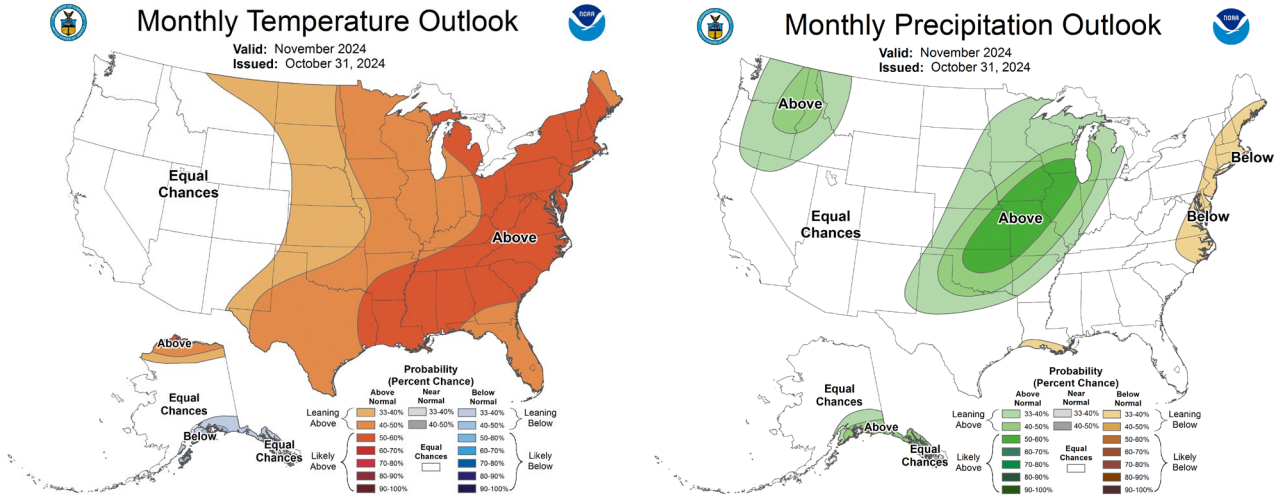 Monthly Temperature Outlook
NOAA
Valid: November 2024
Issued: October 31, 2024
Equal
Chances
Above
Above
Equal
Chances
Below
Equal
Chances
Probability
(Percent Chance)
Above
Normal
Near
Normal
Below
Normal
Leaning
Above
33-40%
33-40%
33-40%
Leaning
Below
40-50%
40-50%
40-50%
Likely
Above
50-60%
50-60%
Likely
Below
60-70%
60-70%
Equal
Chances
70-80%
70-80%
80-90%
80-90%
90-100%
90-100%
Monthly Precipitation Outlook
NOAA
Valid: November 2024
Issued: October 31, 2024
Above
Below
Below
Equal
Chances
Above
Equal
Chances
Above
Equal
Chances
Probability
(Percent Chance)
Above
Normal
Near
Normal
Below
Normal
Leaning
Above
33-40%
33-40%
33-40%
Leaning
Below
40-50%
40-50%
40-50%
Likely
Above
50-60%
50-60%
Likely
Below
60-70%
60-70%
Equal
Chances
70-80%
70-80%
80-90%
80-90%
90-100%
90-100%